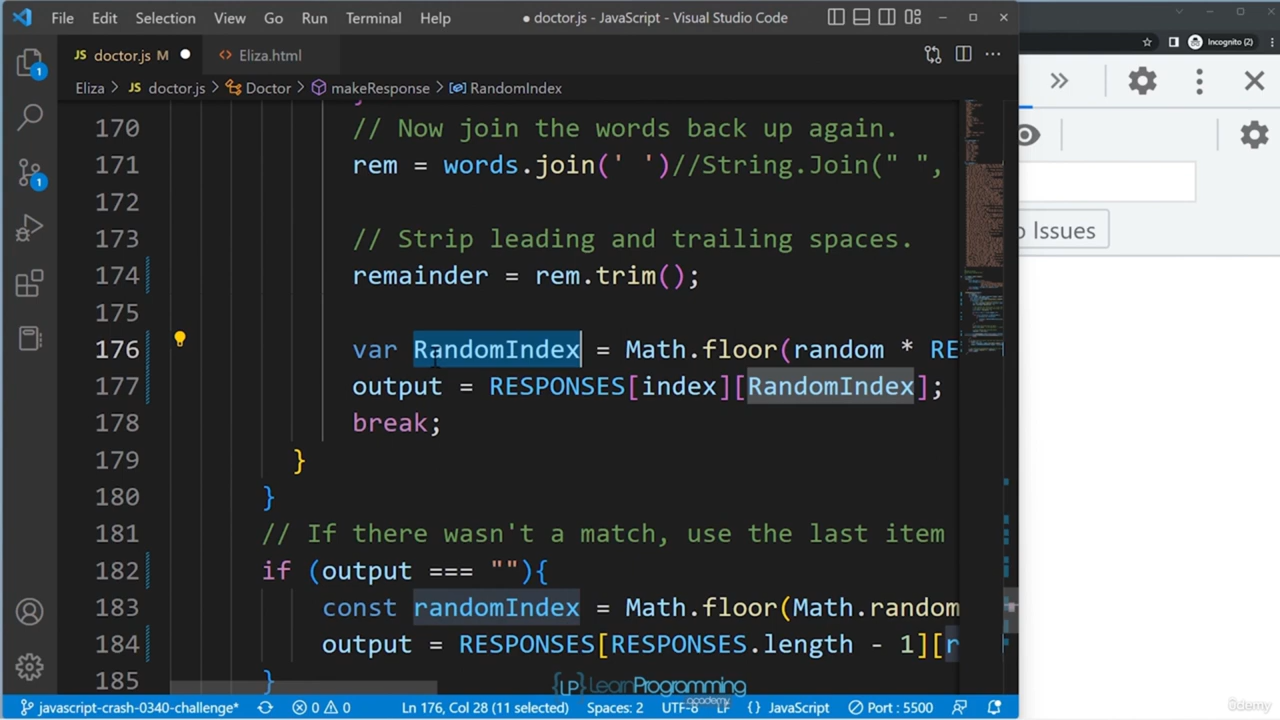 File Edit Selection View Go Run Terminal Help ● doctor.js - JavaScript - Visual Studio Code
Incognito (2)
JS doctor.js M ● <> Eliza.html
Eliza > JS doctor.js > Doctor > makeResponse > RandomIndex
170 // Now join the words back up again.
171 rem = words.join(' ')//String.Join(" ",
172
173 // Strip leading and trailing spaces.
174 remainder = rem.trim();
175
176 var RandomIndex = Math.floor(random * RE
177 output = RESPONSES[index][RandomIndex];
178 break;
179 }
180 }
181 // If there wasn't a match, use the last item
182 if (output === ""){
183 const randomIndex = Math.floor(Math.random
184 output = RESPONSES[RESPONSES.length - 1][r
185 }
1
1
Issues
LP LearnProgramming
academy
javascript-crash-0340-challenge* 0 0 Ln 176, Col 28 (11 selected) Spaces: 2 UTF-8 LF {} JavaScript Port : 5500
ûdemy